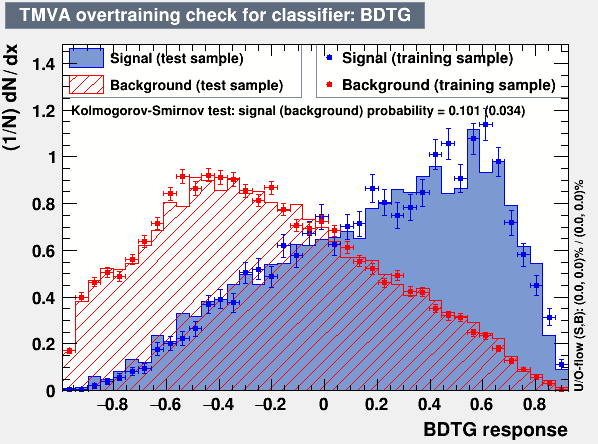 TMVA overtraining check for classifier: BDTG
(1/N) dN / dx
Signal (test sample)
Background (test sample)
Signal (training sample)
Background (training sample)
Kolmogorov-Smirnov test: signal (background) probability = 0.101 (0.034)
1.4
1.2
1
0.8
0.6
0.4
0.2
0
−0.8 −0.6 −0.4 −0.2 0 0.2 0.4 0.6 0.8
BDTG response
U/O-flow (S,B): (0.0, 0.0)% / (0.0, 0.0)%